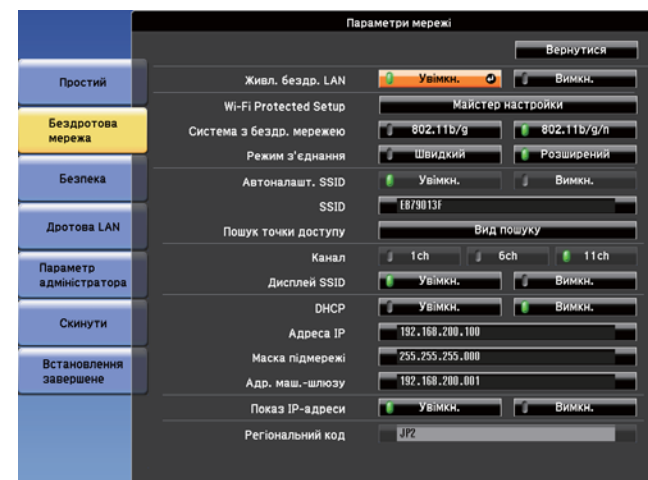 Параметри мережі
Вернутися
Простий
Бездротова
мережа
Безпека
Дротова LAN
Параметр
адміністратора
Скинути
Встановлення
завершене
Живл. бездр. LAN Увімкн. Вимкн.
Wi-Fi Protected Setup Майстер настройки
Система з бездр. мережею 802.11b/g 802.11b/g/n
Режим з'єднання Швидкий Розширений
Автоналашт. SSID Увімкн. Вимкн.
SSID EB79013F
Пошук точки доступу Вид пошуку
Канал 1ch 6ch 11ch
Дисплей SSID Увімкн. Вимкн.
DHCP Увімкн. Вимкн.
Адреса IP 192.168.200.100
Маска підмережі 255.255.255.000
Адр. маш.-шлюзу 192.168.200.001
Показ IP-адреси Увімкн. Вимкн.
Регіональний код JP2